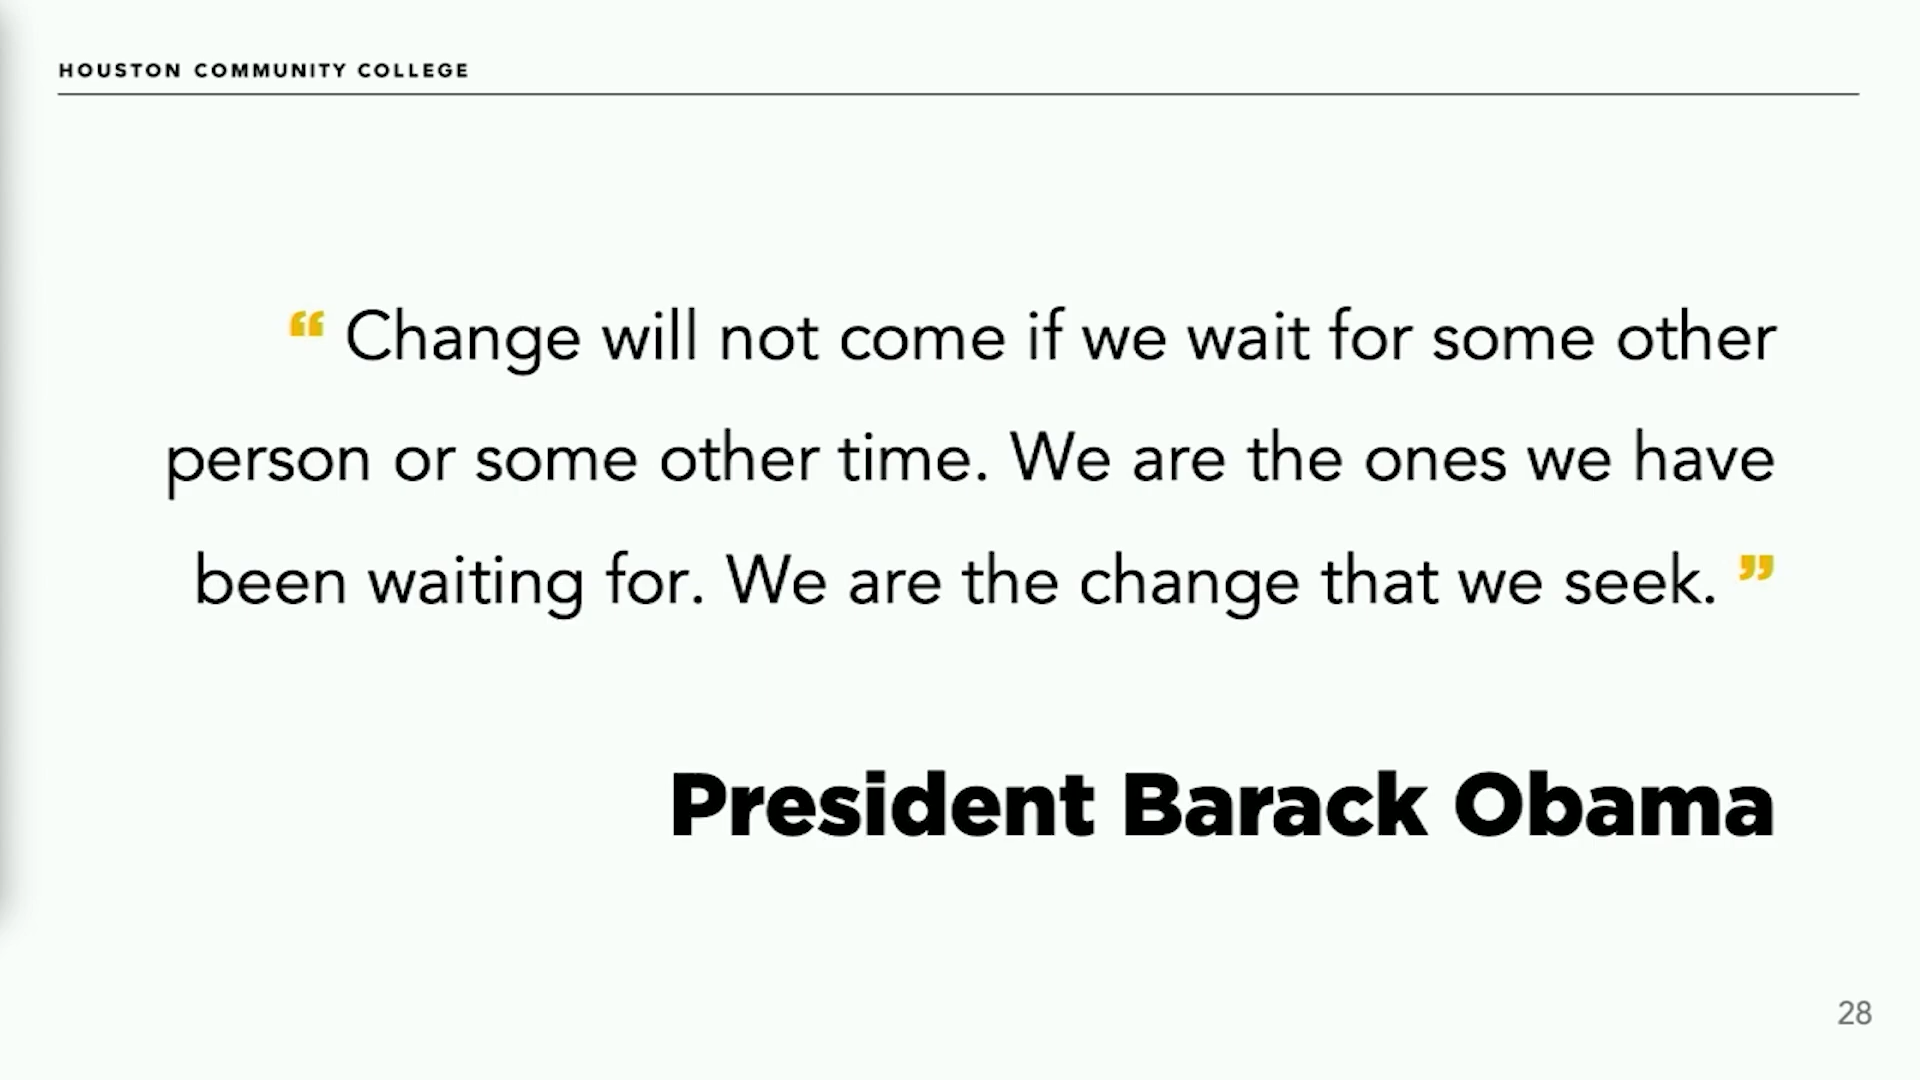 HOUSTON COMMUNITY COLLEGE
“ Change will not come if we wait for some other
person or some other time. We are the ones we have
been waiting for. We are the change that we seek. ”
President Barack Obama
28